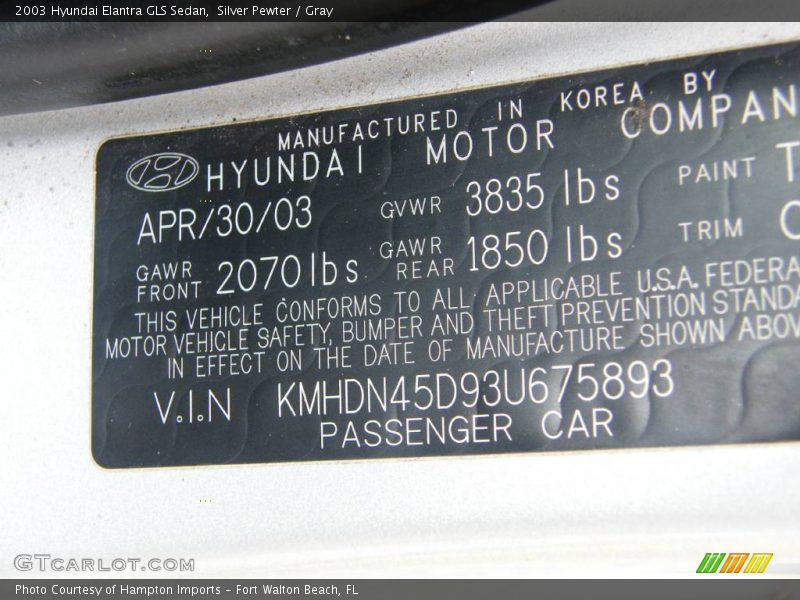 2003 Hyundai Elantra GLS Sedan,  Silver Pewter / Gray
MANUFACTURED IN KOREA BY
HYUNDAI MOTOR COMPAN
APR/30/03 GVWR 3835 lbs PAINT T
GAWR FRONT 2070 lbs GAWR REAR 1850 lbs TRIM
THIS VEHICLE CONFORMS TO ALL APPLICABLE U.S.A. FEDERA
MOTOR VEHICLE SAFETY, BUMPER AND THEFT PREVENTION STANDA
IN EFFECT ON THE DATE OF MANUFACTURE SHOWN ABOV
V.I.N KMHDN45D93U675893
PASSENGER CAR
GTCARLOT.COM
Photo Courtesy of Hampton Imports - Fort Walton Beach, FL